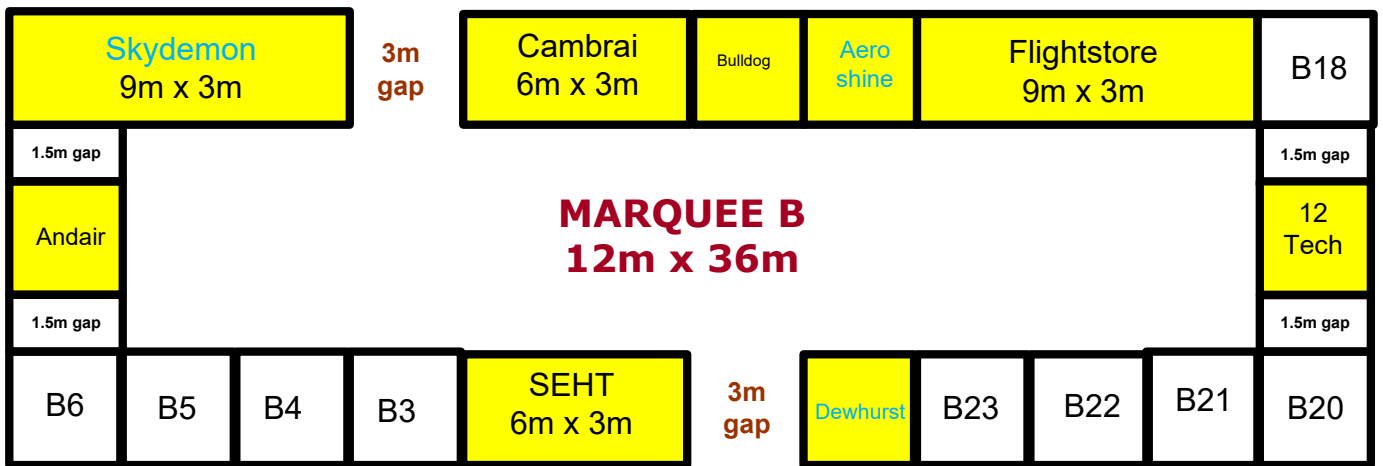 Skydemon
9m x 3m
3m
gap
Cambrai
6m x 3m
Bulldog
Aero
shine
Flightstore
9m x 3m
B18
1.5m gap
1.5m gap
Andair
MARQUEE B
12m x 36m
12
Tech
1.5m gap
1.5m gap
B6
B5
B4
B3
SEHT
6m x 3m
3m
gap
Dewhurst
B23
B22
B21
B20